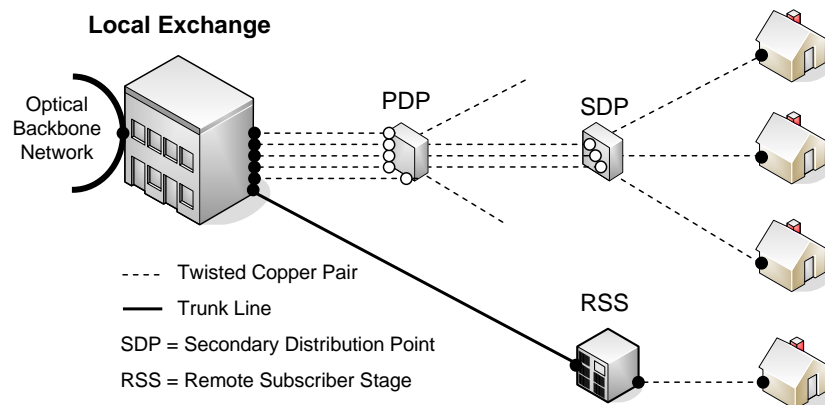 Local Exchange
Optical
Backbone
Network
PDP
SDP
Twisted Copper Pair
Trunk Line
SDP = Secondary Distribution Point
RSS = Remote Subscriber Stage
RSS